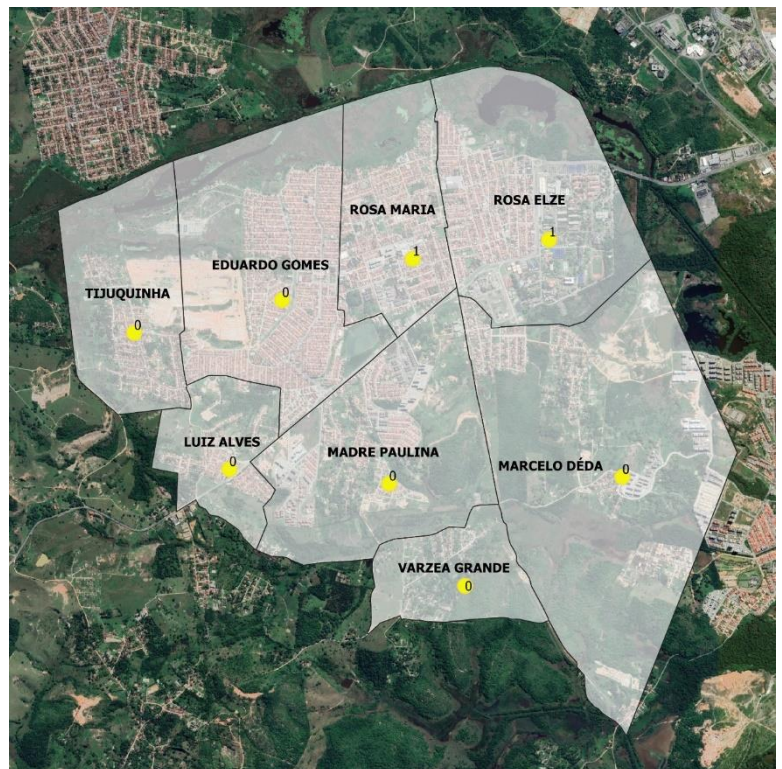 ROSA ELZE
1
ROSA MARIA
1
EDUARDO GOMES
0
TIJUQUINHA
0
LUIZ ALVES
0
MADRE PAULINA
0
MARCELO DÉDA
0
VARZEA GRANDE
0